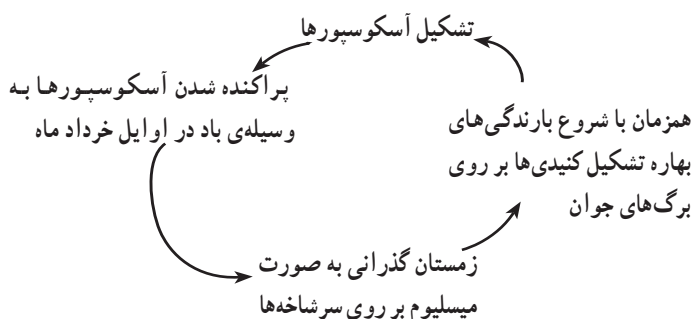 تشکیل آسکوسپورها
پراکنده شدن آسکوسپورها به
وسیله‌ی باد در اوایل خرداد ماه
همزمان با شروع بارندگی‌های
بهاره تشکیل کنیدی‌ها بر روی
برگ‌های جوان
زمستان گذرانی به صورت
میسلیوم بر روی سرشاخه‌ها